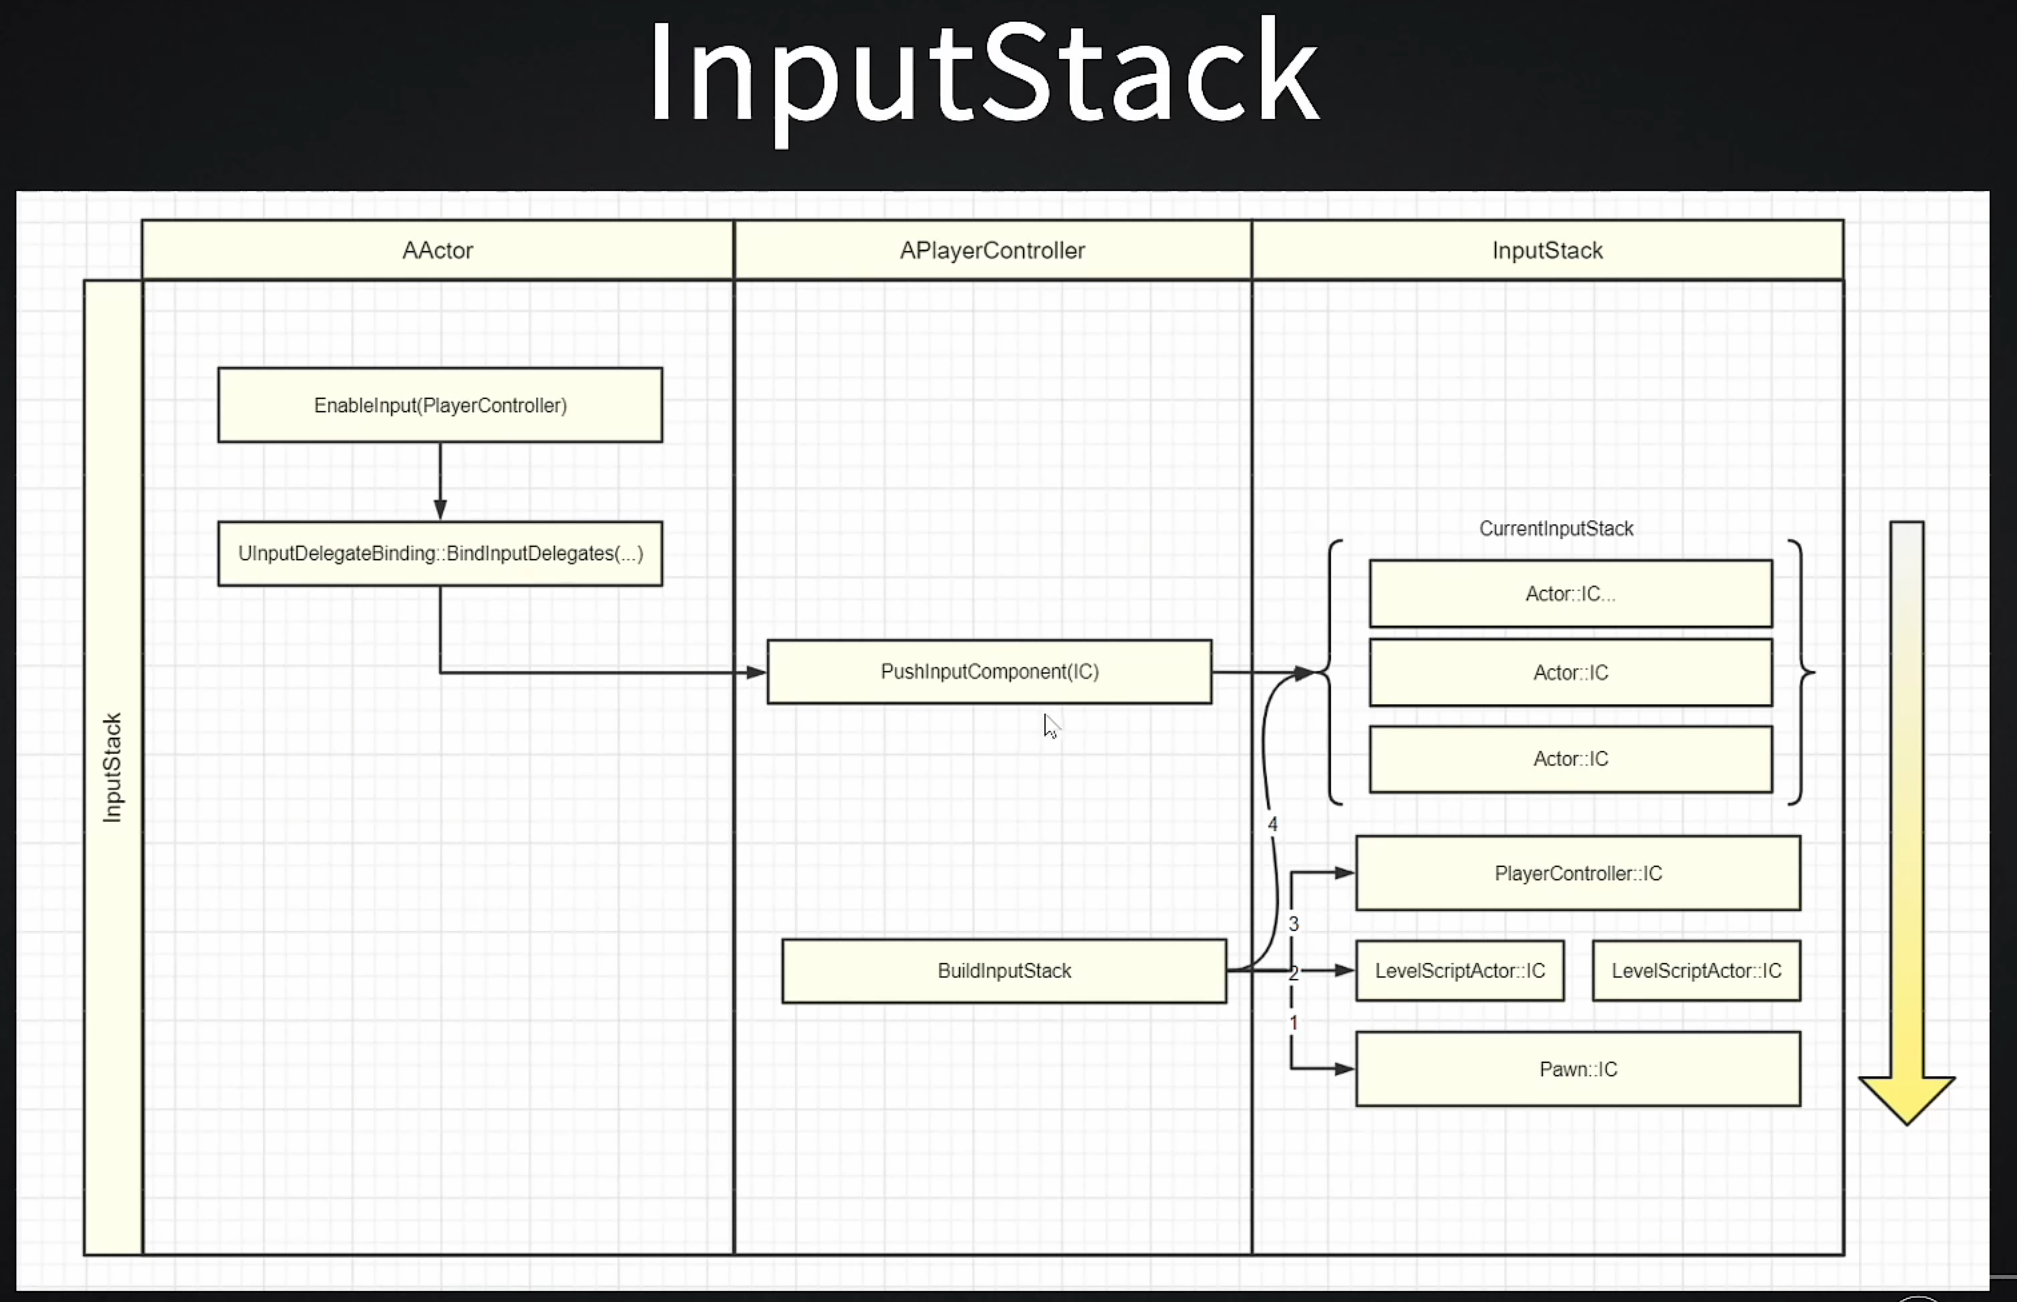 InputStack
AActor
APlayerController
InputStack
InputStack
EnableInput(PlayerController)
UInputDelegateBinding::BindInputDelegates(...)
PushInputComponent(IC)
BuildInputStack
CurrentInputStack
Actor::IC...
Actor::IC
Actor::IC
4
PlayerController::IC
3
2
LevelScriptActor::IC
LevelScriptActor::IC
1
Pawn::IC